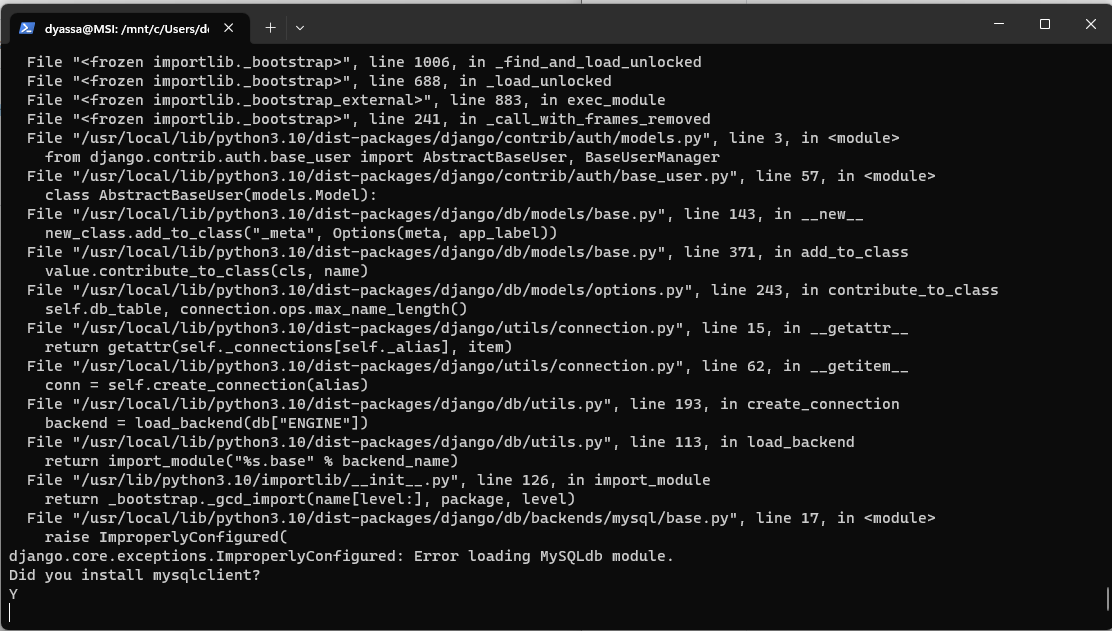 dyassa@MSI: /mnt/c/Users/de
File "<frozen importlib._bootstrap>", line 1006, in _find_and_load_unlocked
File "<frozen importlib._bootstrap>", line 688, in _load_unlocked
File "<frozen importlib._bootstrap_external>", line 883, in exec_module
File "<frozen importlib._bootstrap>", line 241, in _call_with_frames_removed
File "/usr/local/lib/python3.10/dist-packages/django/contrib/auth/models.py", line 3, in <module>
from django.contrib.auth.base_user import AbstractBaseUser, BaseUserManager
File "/usr/local/lib/python3.10/dist-packages/django/contrib/auth/base_user.py", line 57, in <module>
class AbstractBaseUser(models.Model):
File "/usr/local/lib/python3.10/dist-packages/django/db/models/base.py", line 143, in __new__
new_class.add_to_class("_meta", Options(meta, app_label))
File "/usr/local/lib/python3.10/dist-packages/django/db/models/base.py", line 371, in add_to_class
value.contribute_to_class(cls, name)
File "/usr/local/lib/python3.10/dist-packages/django/db/models/options.py", line 243, in contribute_to_class
self.db_table, connection.ops.max_name_length()
File "/usr/local/lib/python3.10/dist-packages/django/utils/connection.py", line 15, in __getattr__
return getattr(self._connections[self._alias], item)
File "/usr/local/lib/python3.10/dist-packages/django/utils/connection.py", line 62, in __getitem__
conn = self.create_connection(alias)
File "/usr/local/lib/python3.10/dist-packages/django/db/utils.py", line 193, in create_connection
backend = load_backend(db["ENGINE"])
File "/usr/local/lib/python3.10/dist-packages/django/db/utils.py", line 113, in load_backend
return import_module("%s.base" % backend_name)
File "/usr/lib/python3.10/importlib/__init__.py", line 126, in import_module
return _bootstrap._gcd_import(name[level:], package, level)
File "/usr/local/lib/python3.10/dist-packages/django/db/backends/mysql/base.py", line 17, in <module>
raise ImproperlyConfigured(
django.core.exceptions.ImproperlyConfigured: Error loading MySQLdb module.
Did you install mysqlclient?
Y